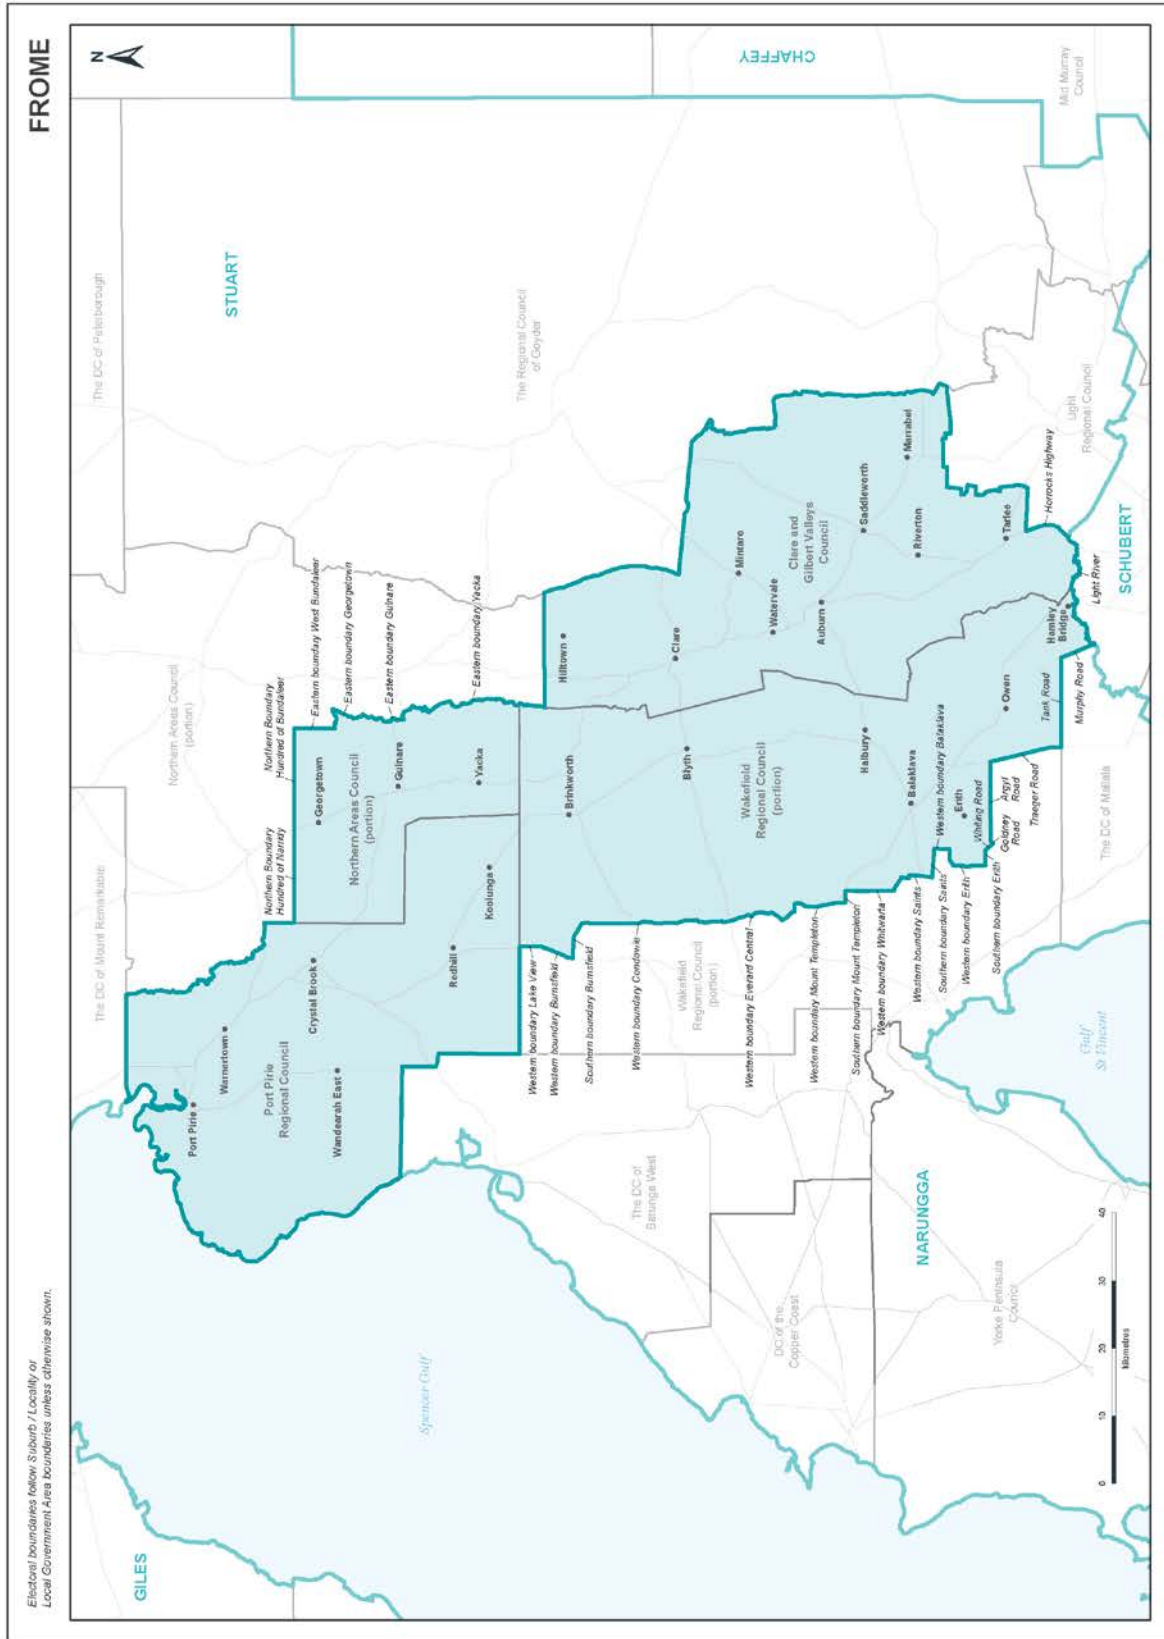 Electoral boundaries follow Suburb / Locality or
Local Government Area boundaries unless otherwise shown.
FROME
N
GILES
The DC of Mount Remarkable
The DC of Peterborough
Northern Areas Council
(portion)
STUART
Port Pirie
Warnertown
Port Pirie
Regional Council
Crystal Brook
Wandearah East
Northern Boundary
Hundred of Narridy
Northern Boundary
Hundred of Bundaleer
Eastern boundary West Bundaleer
Eastern boundary Georgetown
Eastern boundary Gulnare
Eastern boundary Yacka
Georgetown
Northern Areas Council
(portion)
Gulnare
Yacka
Koolunga
Redhill
Spencer Gulf
The Regional Council
of Goyder
CHAFFEY
Western boundary Lake View
Western boundary Burnsfield
Southern boundary Burnsfield
Western boundary Condowie
Brinkworth
Hilltown
Clare
Blyth
The DC of
Barunga West
Wakefield
Regional Council
(portion)
Western boundary Everard Central
Wakefield
Regional Council
(portion)
Mintaro
Watervale
Clare and
Gilbert Valleys
Council
Auburn
Saddleworth
Marrabel
Riverton
Tarlee
DC of the
Copper Coast
Western boundary Mount Templeton
Southern boundary Mount Templeton
Western boundary Whitwarta
Western boundary Saints
Southern boundary Saints
Western boundary Erith
Southern boundary Erith
Halbury
Balaklava
Western boundary Balaklava
Erith
Whiting Road
Goldney
Road
Argyl
Road
Traeger Road
Owen
Tank Road
Murphy Road
Hamley
Bridge
Light River
Horrocks Highway
Light
Regional Council
Mid Murray
Council
NARUNGGA
Yorke Peninsula
Council
Gulf
St Vincent
The DC of Mallala
SCHUBERT
0 10 20 30 40
kilometres